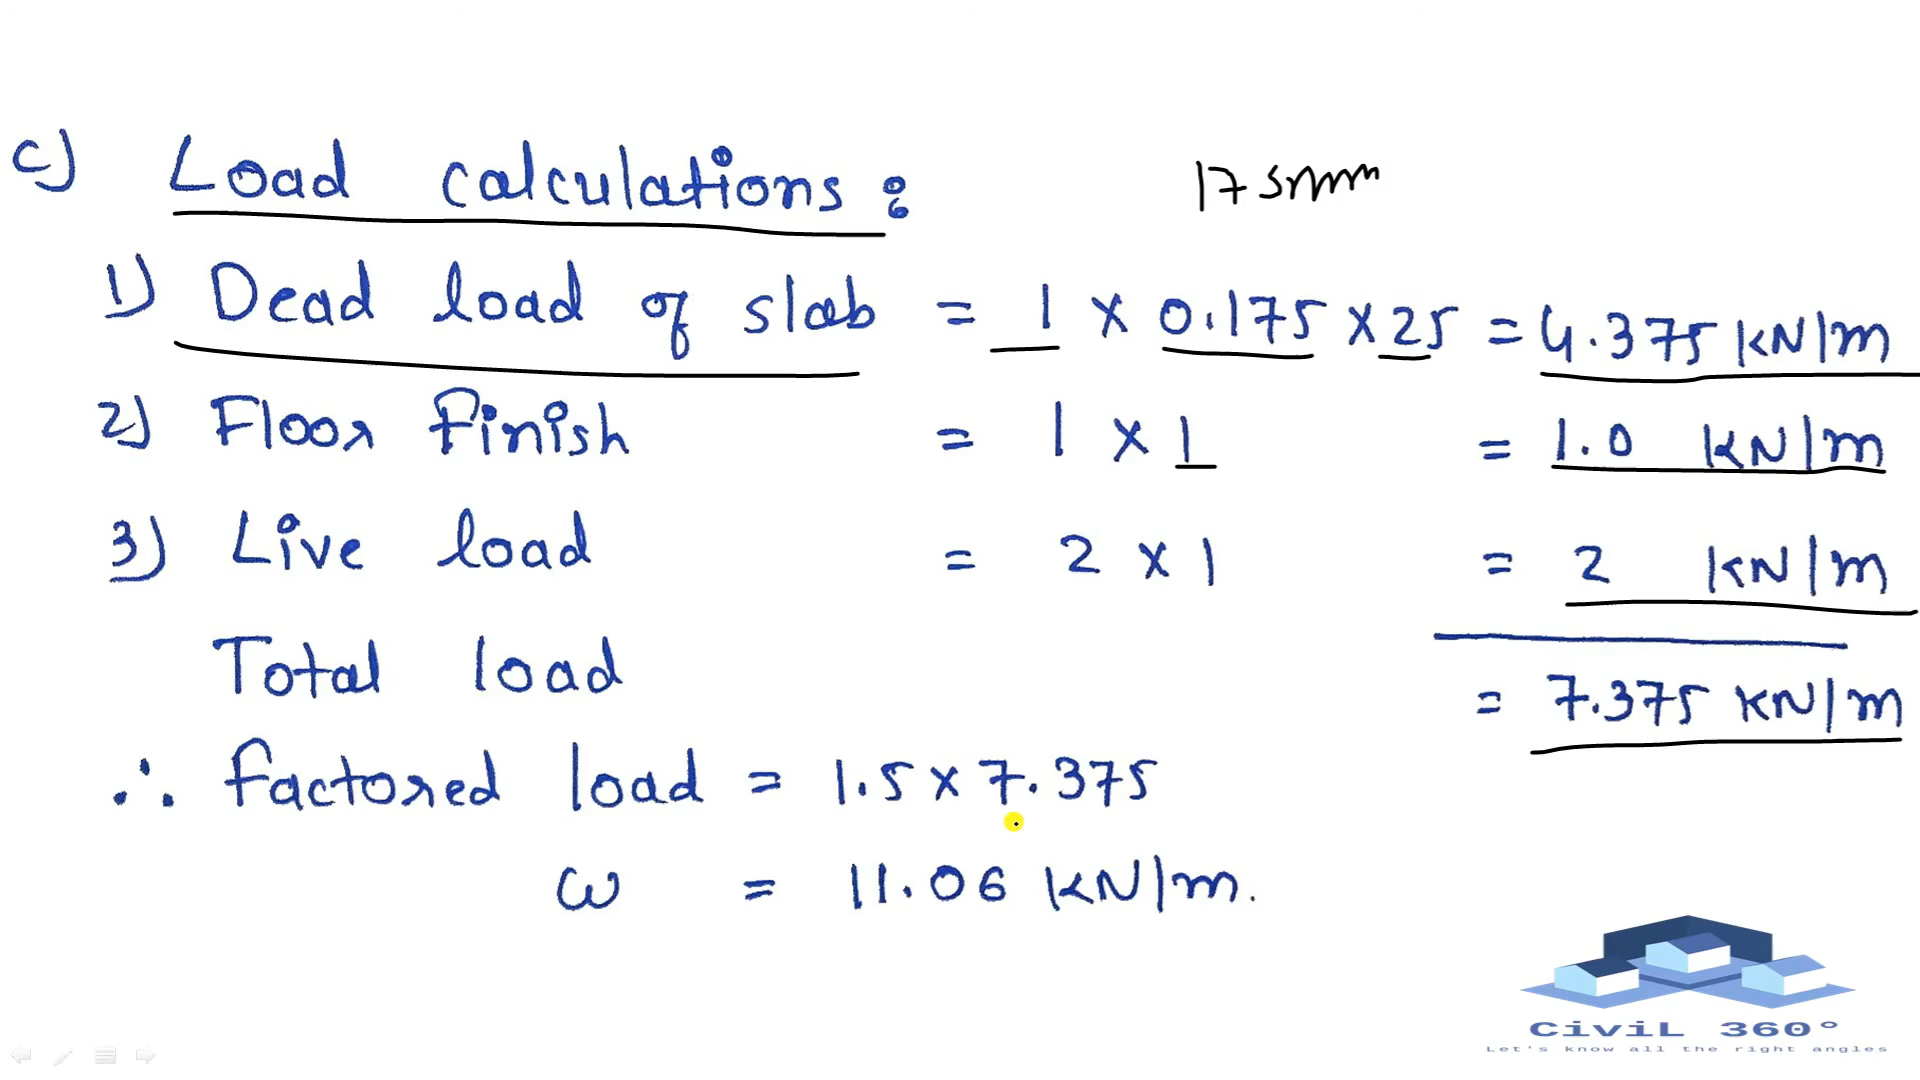 c) Load calculations :
175mm
1) Dead load of slab = 1 × 0.175 × 25 = 4.375 KN/m
2) Floor finish = 1 × 1 = 1.0 KN/m
3) Live load = 2 × 1 = 2 KN/m
Total load = 7.375 KN/m
∴ factored load = 1.5 × 7.375
ω = 11.06 KN/m.
CiviL 360°
Let's know all the right angles